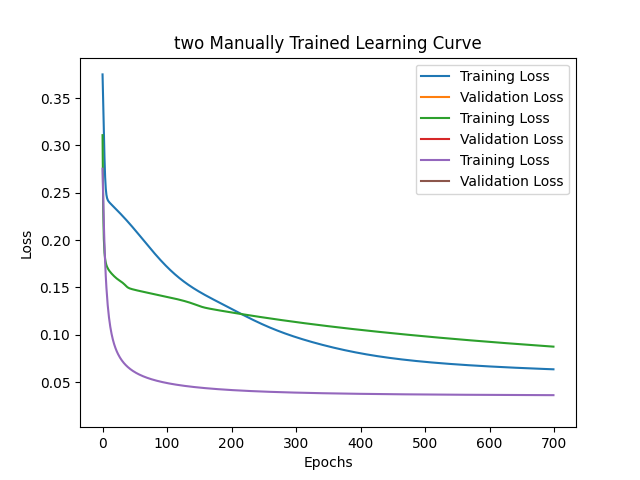 two Manually Trained Learning Curve
Training Loss
Validation Loss
Training Loss
Validation Loss
Training Loss
Validation Loss
0.35
0.30
0.25
0.20
0.15
0.10
0.05
Loss
0 100 200 300 400 500 600 700
Epochs